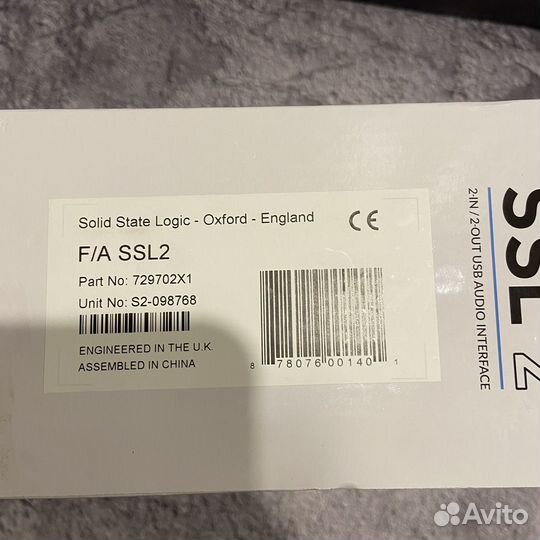 Solid State Logic - Oxford - England
CE
F/A SSL2
Part No: 729702X1
Unit No: S2-098768
ENGINEERED IN THE U.K.
ASSEMBLED IN CHINA
8 78076 00140 1
SSL 2
2-IN / 2-OUT USB AUDIO INTERFACE
Avito